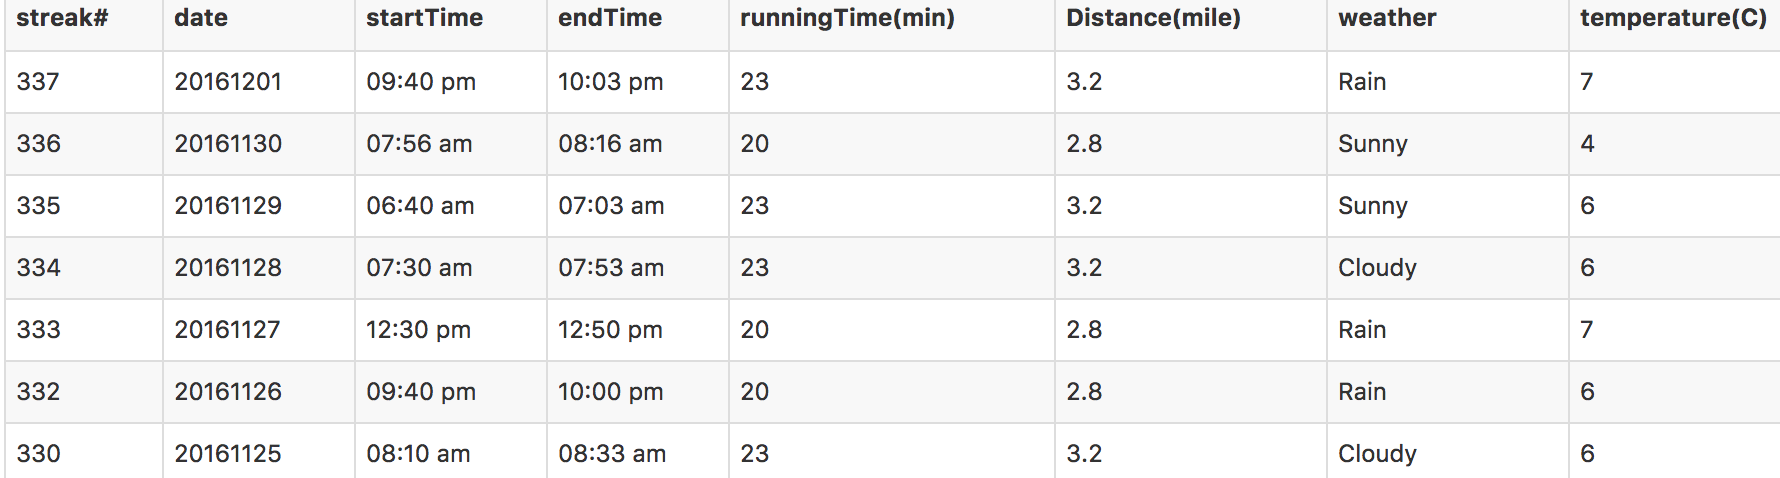 streak# date startTime endTime runningTime(min) Distance(mile) weather temperature(C)
337 20161201 09:40 pm 10:03 pm 23 3.2 Rain 7
336 20161130 07:56 am 08:16 am 20 2.8 Sunny 4
335 20161129 06:40 am 07:03 am 23 3.2 Sunny 6
334 20161128 07:30 am 07:53 am 23 3.2 Cloudy 6
333 20161127 12:30 pm 12:50 pm 20 2.8 Rain 7
332 20161126 09:40 pm 10:00 pm 20 2.8 Rain 6
330 20161125 08:10 am 08:33 am 23 3.2 Cloudy 6